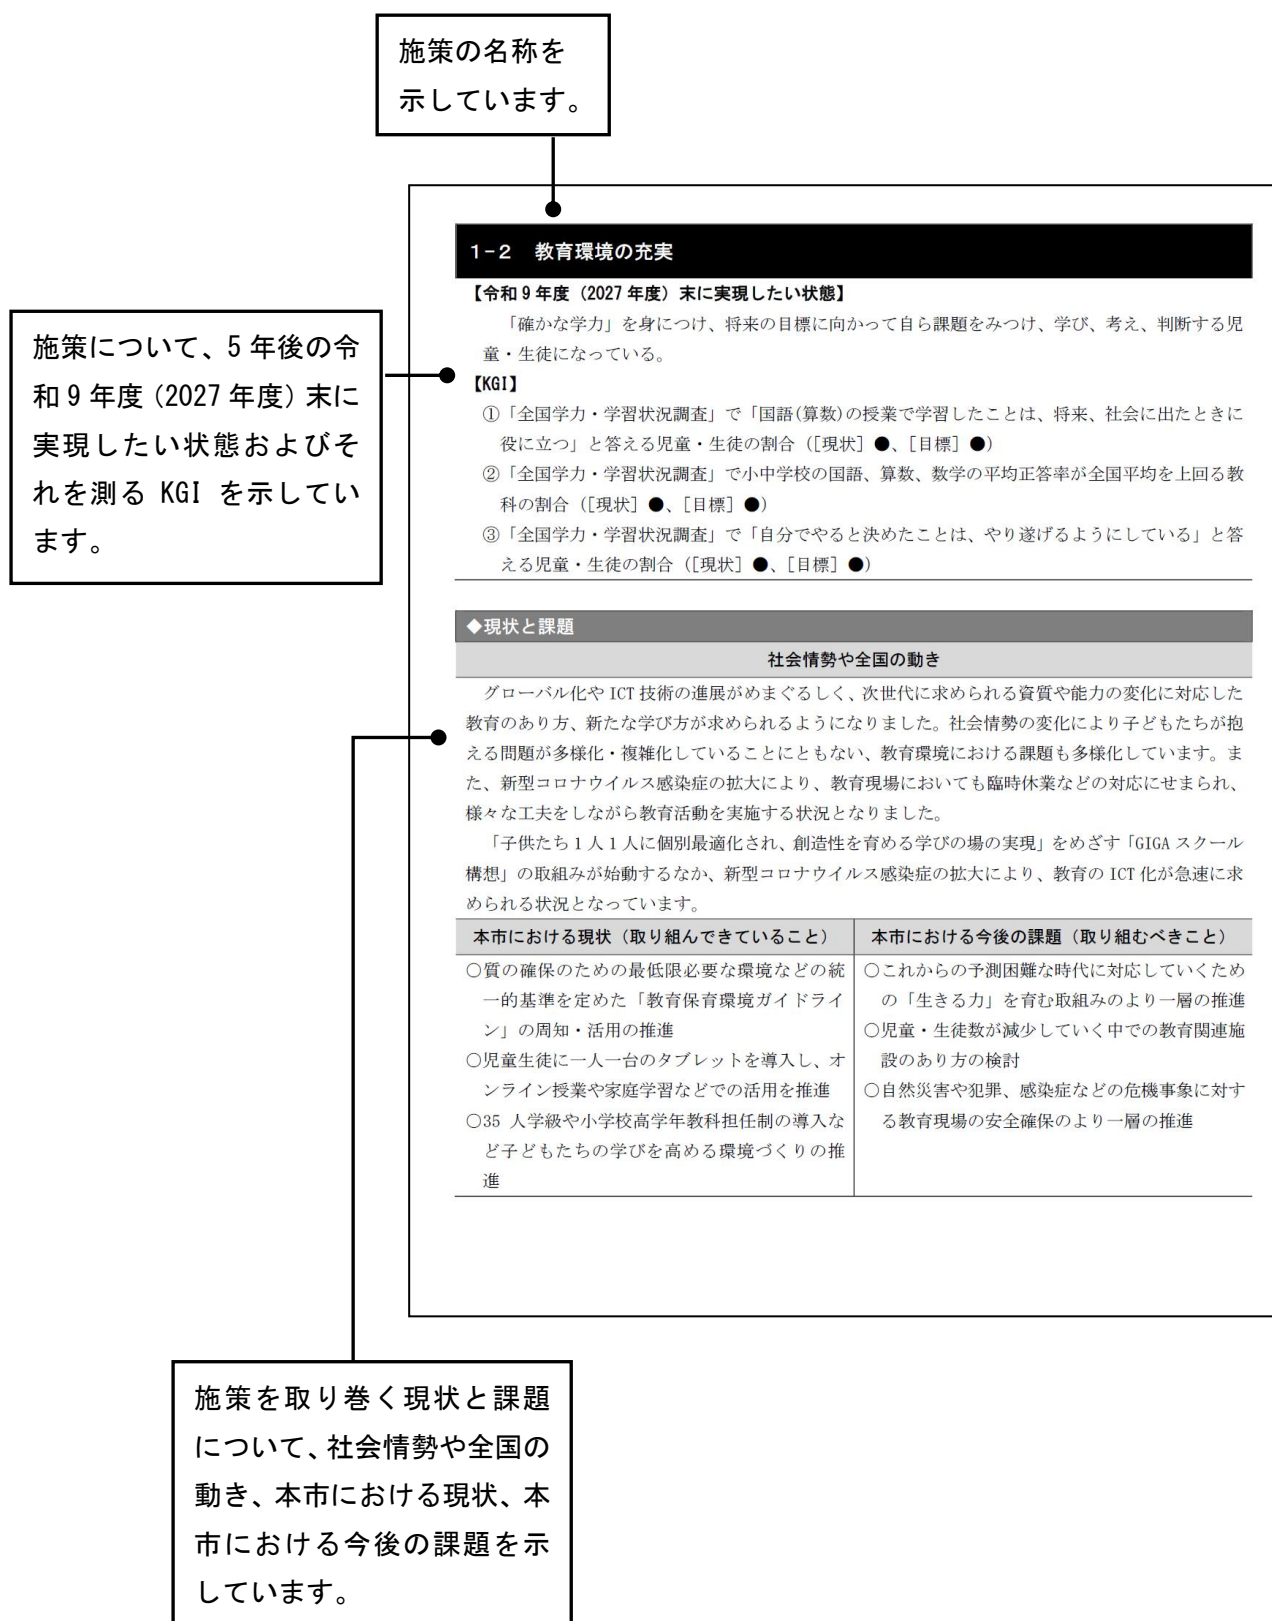 施策の名称を
示しています。
1-2 教育環境の充実
【令和９年度（2027 年度）末に実現したい状態】
「確かな学力」を身につけ、将来の目標に向かって自ら課題をみつけ、学び、考え、判断する児
童・生徒になっている。
【KGI】
①「全国学力・学習状況調査」で「国語(算数)の授業で学習したことは、将来、社会に出たときに
役に立つ」と答える児童・生徒の割合（［現状］●、［目標］●）
②「全国学力・学習状況調査」で小中学校の国語、算数、数学の平均正答率が全国平均を上回る教
科の割合（［現状］●、［目標］●）
③「全国学力・学習状況調査」で「自分でやると決めたことは、やり遂げるようにしている」と答
える児童・生徒の割合（［現状］●、［目標］●）
施策について、5 年後の令
和 9 年度（2027 年度）末に
実現したい状態およびそ
れを測る KGI を示してい
ます。
◆現状と課題
社会情勢や全国の動き
グローバル化や ICT 技術の進展がめまぐるしく、次世代に求められる資質や能力の変化に対応した
教育のあり方、新たな学び方が求められるようになりました。社会情勢の変化により子どもたちが抱
える問題が多様化・複雑化していることにともない、教育環境における課題も多様化しています。ま
た、新型コロナウイルス感染症の拡大により、教育現場においても臨時休業などの対応にせまられ、
様々な工夫をしながら教育活動を実施する状況となりました。
「子供たち１人１人に個別最適化され、創造性を育める学びの場の実現」をめざす「GIGA スクール
構想」の取組みが始動するなか、新型コロナウイルス感染症の拡大により、教育の ICT 化が急速に求
められる状況となっています。
本市における現状（取り組んできていること）
○質の確保のための最低限必要な環境などの統
一的基準を定めた「教育保育環境ガイドライ
ン」の周知・活用の推進
○児童生徒に一人一台のタブレットを導入し、オ
ンライン授業や家庭学習などでの活用を推進
○35 人学級や小学校高学年教科担任制の導入な
ど子どもたちの学びを高める環境づくりの推
進
本市における今後の課題（取り組むべきこと）
○これからの予測困難な時代に対応していくため
の「生きる力」を育む取組みのより一層の推進
○児童・生徒数が減少していく中での教育関連施
設のあり方の検討
○自然災害や犯罪、感染症などの危機事象に対す
る教育現場の安全確保のより一層の推進
施策を取り巻く現状と課題
について、社会情勢や全国の
動き、本市における現状、本
市における今後の課題を示
しています。